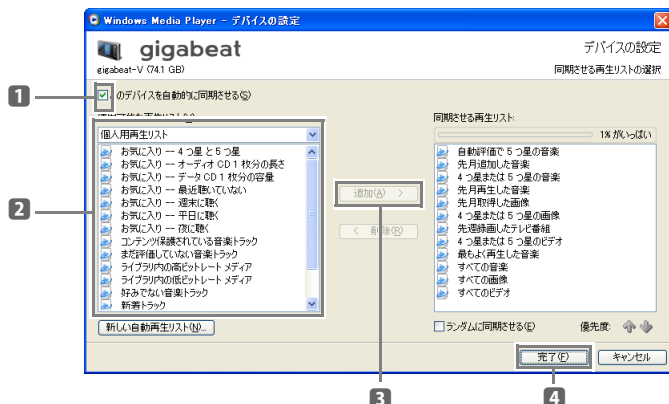 Windows Media Player - デバイスの設定
gigabeat
デバイスの設定
gigabeat-V (74.1 GB)
同期させる再生リストの選択
1
のデバイスを自動的に同期させる(S)
同期させる再生リスト:
個人用再生リスト
1% がいっぱい
お気に入り -- 4 つ星 と 5 つ星
お気に入り -- オーディオ CD 1 枚分の長さ
お気に入り -- データ CD 1 枚分の容量
お気に入り -- 最近聴いていない
お気に入り -- 週末に聴く
お気に入り -- 平日に聴く
お気に入り -- 夜に聴く
コンテンツ保護されている音楽トラック
まだ評価していない音楽トラック
ライブラリ内の高ビットレート メディア
ライブラリ内の低ビットレート メディア
好みでない音楽トラック
新着トラック
2
追加(A) >
< 削除(R)
自動評価で 5 つ星の音楽
先月追加した音楽
4 つ星または 5 つ星の音楽
先月再生した音楽
先月取得した画像
4 つ星または 5 つ星の画像
先週録画したテレビ番組
4 つ星または 5 つ星のビデオ
最もよく再生した音楽
すべての音楽
すべての画像
すべてのビデオ
新しい自動再生リスト(N)...
ランダムに同期させる(E)
優先度:
完了(F)
キャンセル
3
4